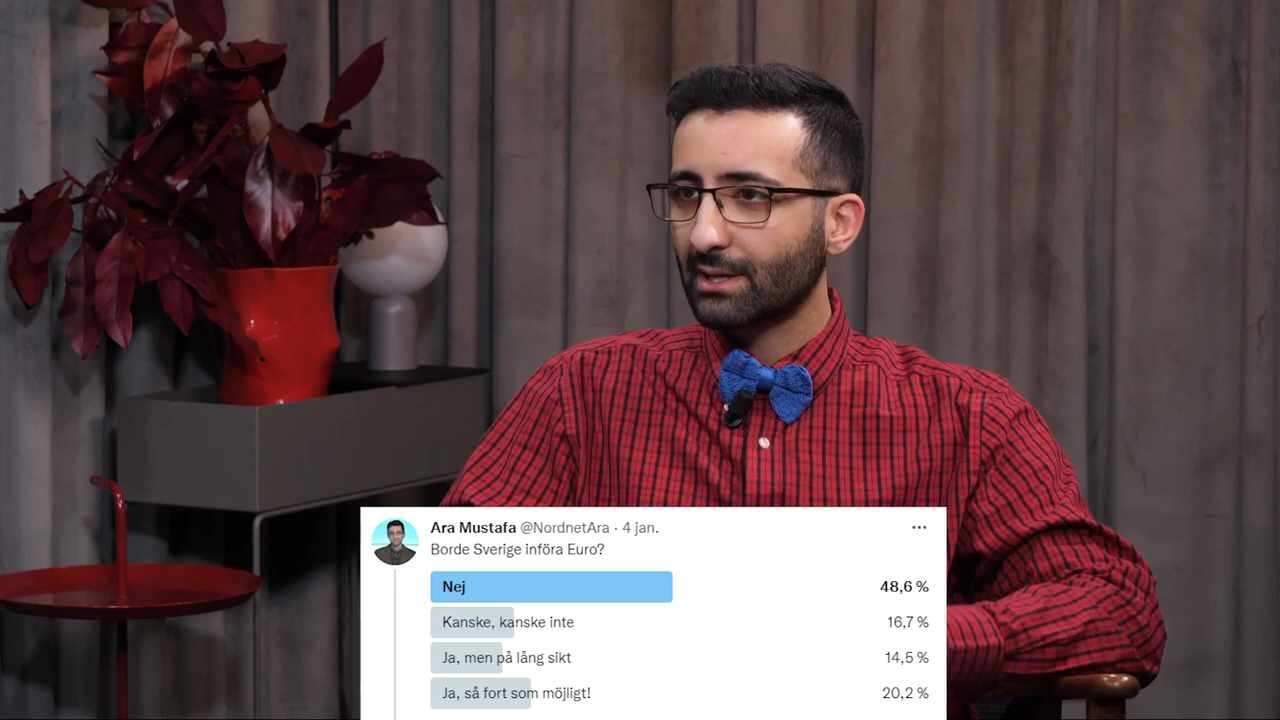 Ara Mustafa @NordnetAra · 4 jan.
Borde Sverige införa Euro?
Nej 48,6 %
Kanske, kanske inte 16,7 %
Ja, men på lång sikt 14,5 %
Ja, så fort som möjligt! 20,2 %